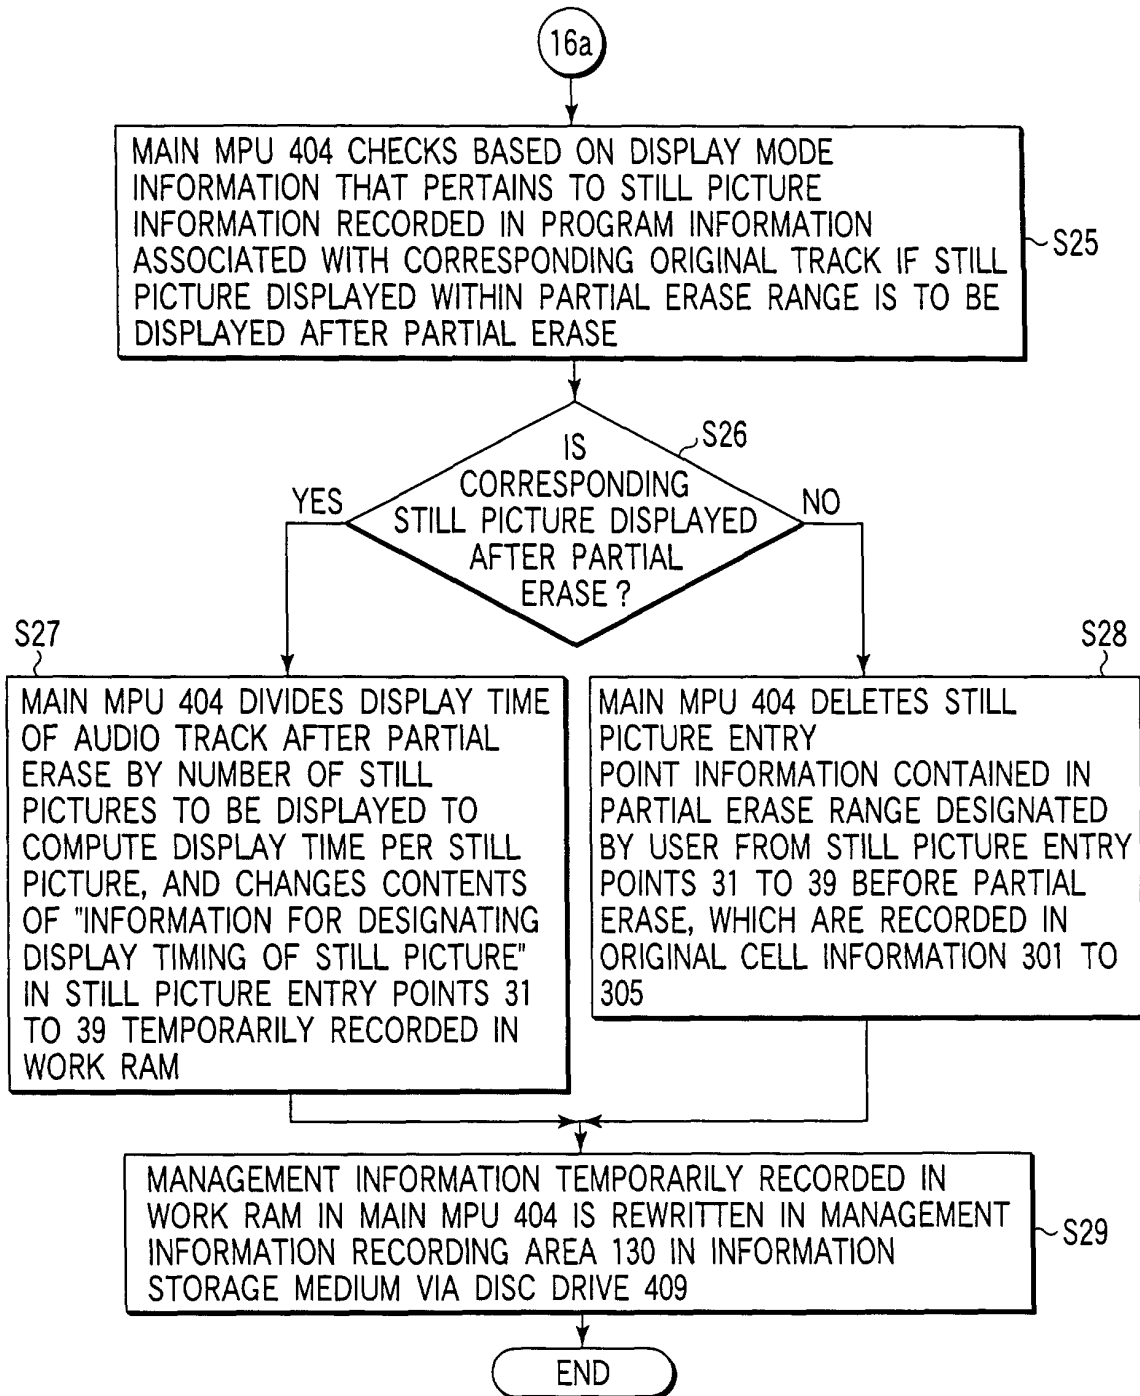 16a
MAIN MPU 404 CHECKS BASED ON DISPLAY MODE
INFORMATION THAT PERTAINS TO STILL PICTURE
INFORMATION RECORDED IN PROGRAM INFORMATION
ASSOCIATED WITH CORRESPONDING ORIGINAL TRACK IF STILL
PICTURE DISPLAYED WITHIN PARTIAL ERASE RANGE IS TO BE
DISPLAYED AFTER PARTIAL ERASE
S25
S26
IS
CORRESPONDING
STILL PICTURE DISPLAYED
AFTER PARTIAL
ERASE?
YES
NO
S27
MAIN MPU 404 DIVIDES DISPLAY TIME
OF AUDIO TRACK AFTER PARTIAL
ERASE BY NUMBER OF STILL
PICTURES TO BE DISPLAYED TO
COMPUTE DISPLAY TIME PER STILL
PICTURE, AND CHANGES CONTENTS
OF "INFORMATION FOR DESIGNATING
DISPLAY TIMING OF STILL PICTURE"
IN STILL PICTURE ENTRY POINTS 31
TO 39 TEMPORARILY RECORDED IN
WORK RAM
S28
MAIN MPU 404 DELETES STILL
PICTURE ENTRY
POINT INFORMATION CONTAINED IN
PARTIAL ERASE RANGE DESIGNATED
BY USER FROM STILL PICTURE ENTRY
POINTS 31 TO 39 BEFORE PARTIAL
ERASE, WHICH ARE RECORDED IN
ORIGINAL CELL INFORMATION 301 TO
305
MANAGEMENT INFORMATION TEMPORARILY RECORDED IN
WORK RAM IN MAIN MPU 404 IS REWRITTEN IN MANAGEMENT
INFORMATION RECORDING AREA 130 IN INFORMATION
STORAGE MEDIUM VIA DISC DRIVE 409
S29
END